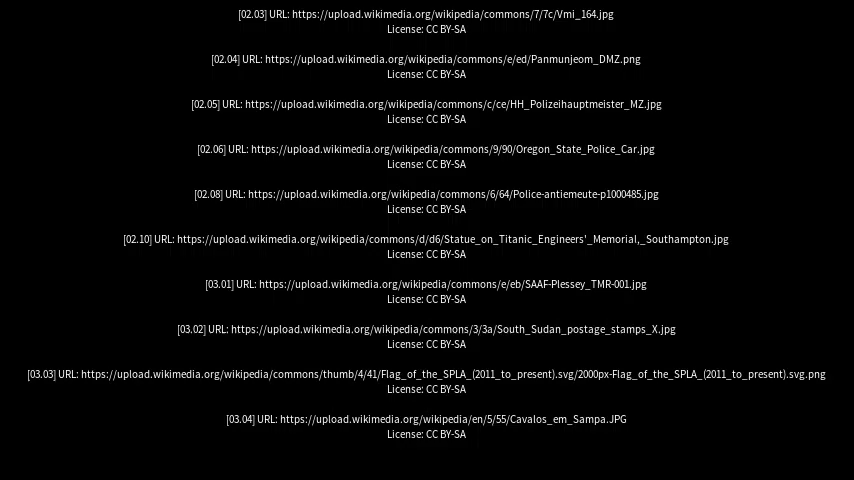 [02.03] URL: https://upload.wikimedia.org/wikipedia/commons/7/7c/Vmi_164.jpg
License: CC BY-SA
[02.04] URL: https://upload.wikimedia.org/wikipedia/commons/e/ed/Panmunjeom_DMZ.png
License: CC BY-SA
[02.05] URL: https://upload.wikimedia.org/wikipedia/commons/c/ce/HH_Polizeihauptmeister_MZ.jpg
License: CC BY-SA
[02.06] URL: https://upload.wikimedia.org/wikipedia/commons/9/90/Oregon_State_Police_Car.jpg
License: CC BY-SA
[02.08] URL: https://upload.wikimedia.org/wikipedia/commons/6/64/Police-antiemeute-p1000485.jpg
License: CC BY-SA
[02.10] URL: https://upload.wikimedia.org/wikipedia/commons/d/d6/Statue_on_Titanic_Engineers'_Memorial,_Southampton.jpg
License: CC BY-SA
[03.01] URL: https://upload.wikimedia.org/wikipedia/commons/e/eb/SAAF-Plessey_TMR-001.jpg
License: CC BY-SA
[03.02] URL: https://upload.wikimedia.org/wikipedia/commons/3/3a/South_Sudan_postage_stamps_X.jpg
License: CC BY-SA
[03.03] URL: https://upload.wikimedia.org/wikipedia/commons/thumb/4/41/Flag_of_the_SPLA_(2011_to_present).svg/2000px-Flag_of_the_SPLA_(2011_to_present).svg.png
License: CC BY-SA
[03.04] URL: https://upload.wikimedia.org/wikipedia/en/5/55/Cavalos_em_Sampa.JPG
License: CC BY-SA